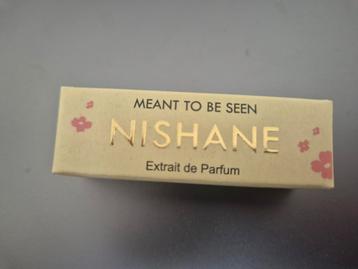 MEANT TO BE SEEN
NISHANE
Extrait de Parfum